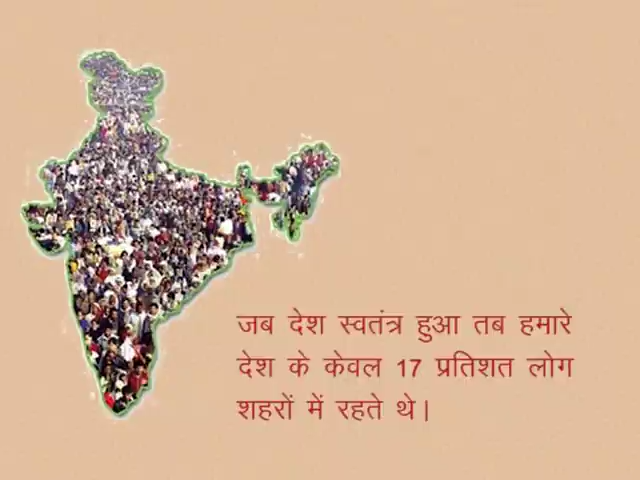 जब देश स्वतंत्र हुआ तब हमारे
देश के केवल 17 प्रतिशत लोग
शहरों में रहते थे।